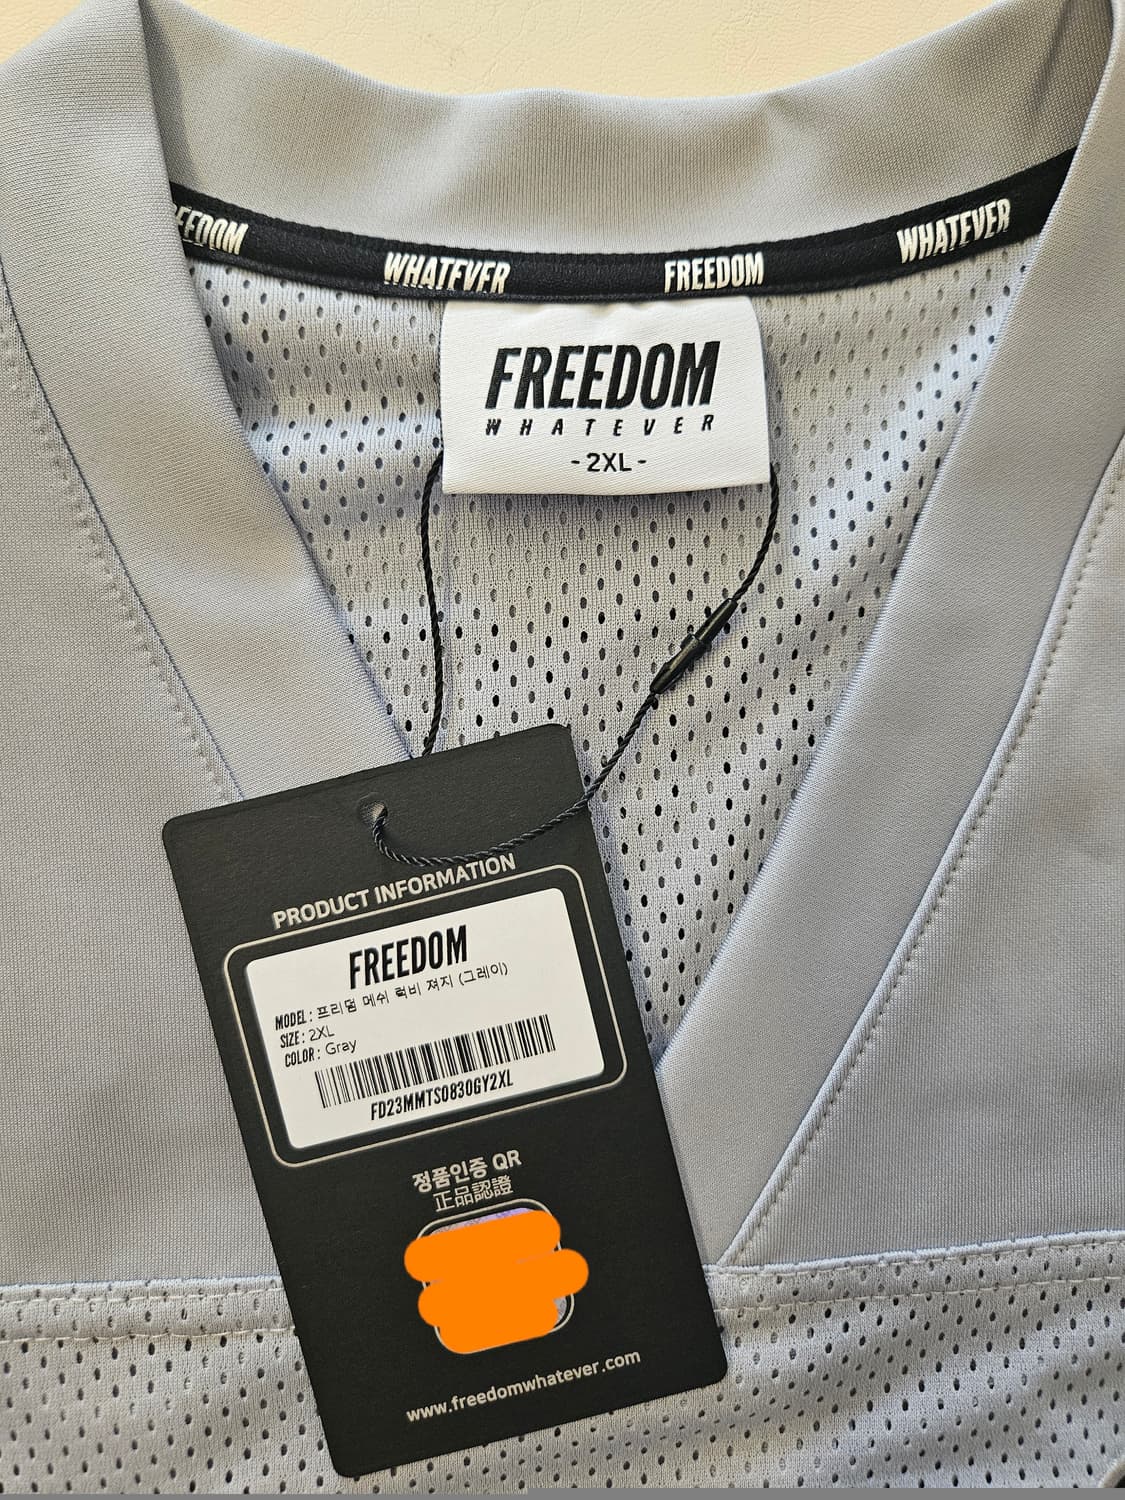 WHATEVER
FREEDOM
WHATEVER
FREEDOM
WHATEVER
-2XL-
PRODUCT INFORMATION
FREEDOM
MODEL : 프리덤 메쉬 럭비 져지 (그레이)
SIZE : 2XL
COLOR : Gray
FD23MMTS0830GY2XL
정품인증 QR
正品認證
www.freedomwhatever.com